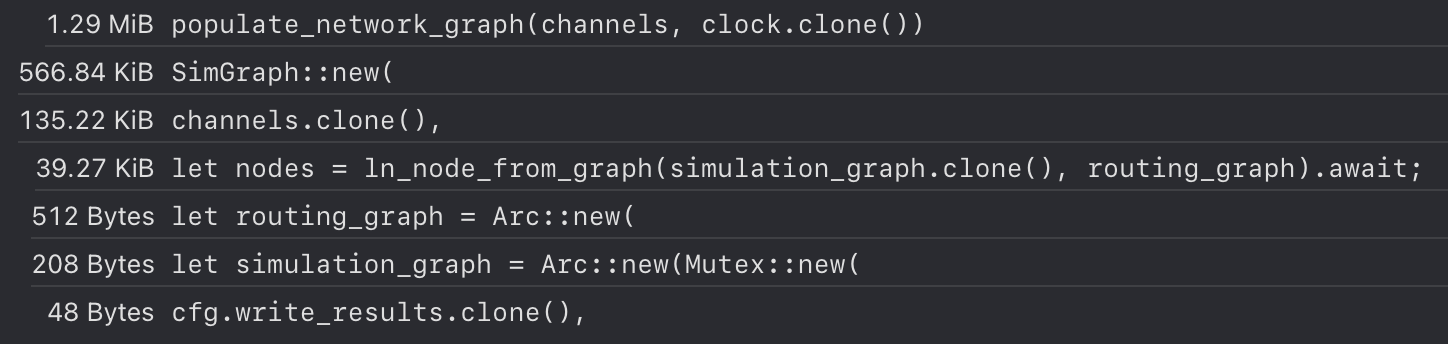 1.29 MiB populate_network_graph(channels, clock.clone())
566.84 KiB SimGraph::new(
135.22 KiB channels.clone(),
39.27 KiB let nodes = ln_node_from_graph(simulation_graph.clone(), routing_graph).await;
512 Bytes let routing_graph = Arc::new(
208 Bytes let simulation_graph = Arc::new(Mutex::new(
48 Bytes cfg.write_results.clone(),